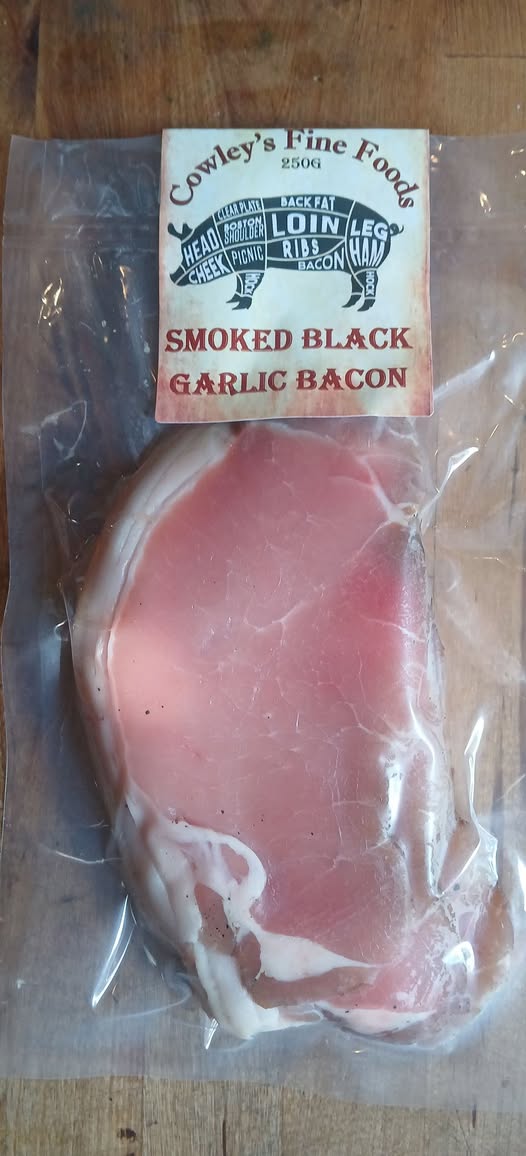 Cowley's Fine Foods
250G
CLEAR PLATE
BACK FAT
HEAD
BOSTON
SHOULDER
LOIN
LEG
CHEEK
PICNIC
RIBS
HAM
BACON
HOCK
HOCK
SMOKED BLACK
GARLIC BACON